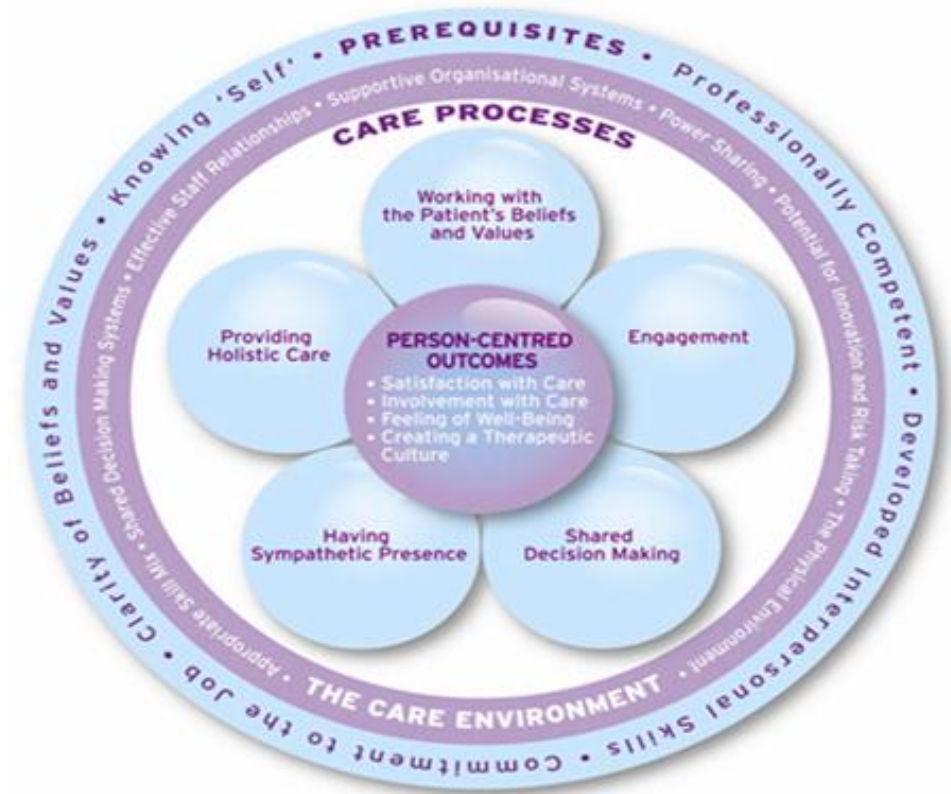 • PREREQUISITES • Professionally Competent • Developed Interpersonal Skills • Commitment to the Job • Clarity of Beliefs and Values • Knowing 'Self'
Appropriate Skill Mix • Shared Decision Making Systems • Effective Staff Relationships • Supportive Organisational Systems • Power Sharing • Potential for Innovation and Risk Taking • The Physical Environment •
THE CARE ENVIRONMENT •
CARE PROCESSES
Working with
the Patient's Beliefs
and Values
Providing
Holistic Care
Engagement
PERSON-CENTRED
OUTCOMES
• Satisfaction with Care
• Involvement with Care
• Feeling of Well-Being
• Creating a Therapeutic
Culture
Having
Sympathetic Presence
Shared
Decision Making